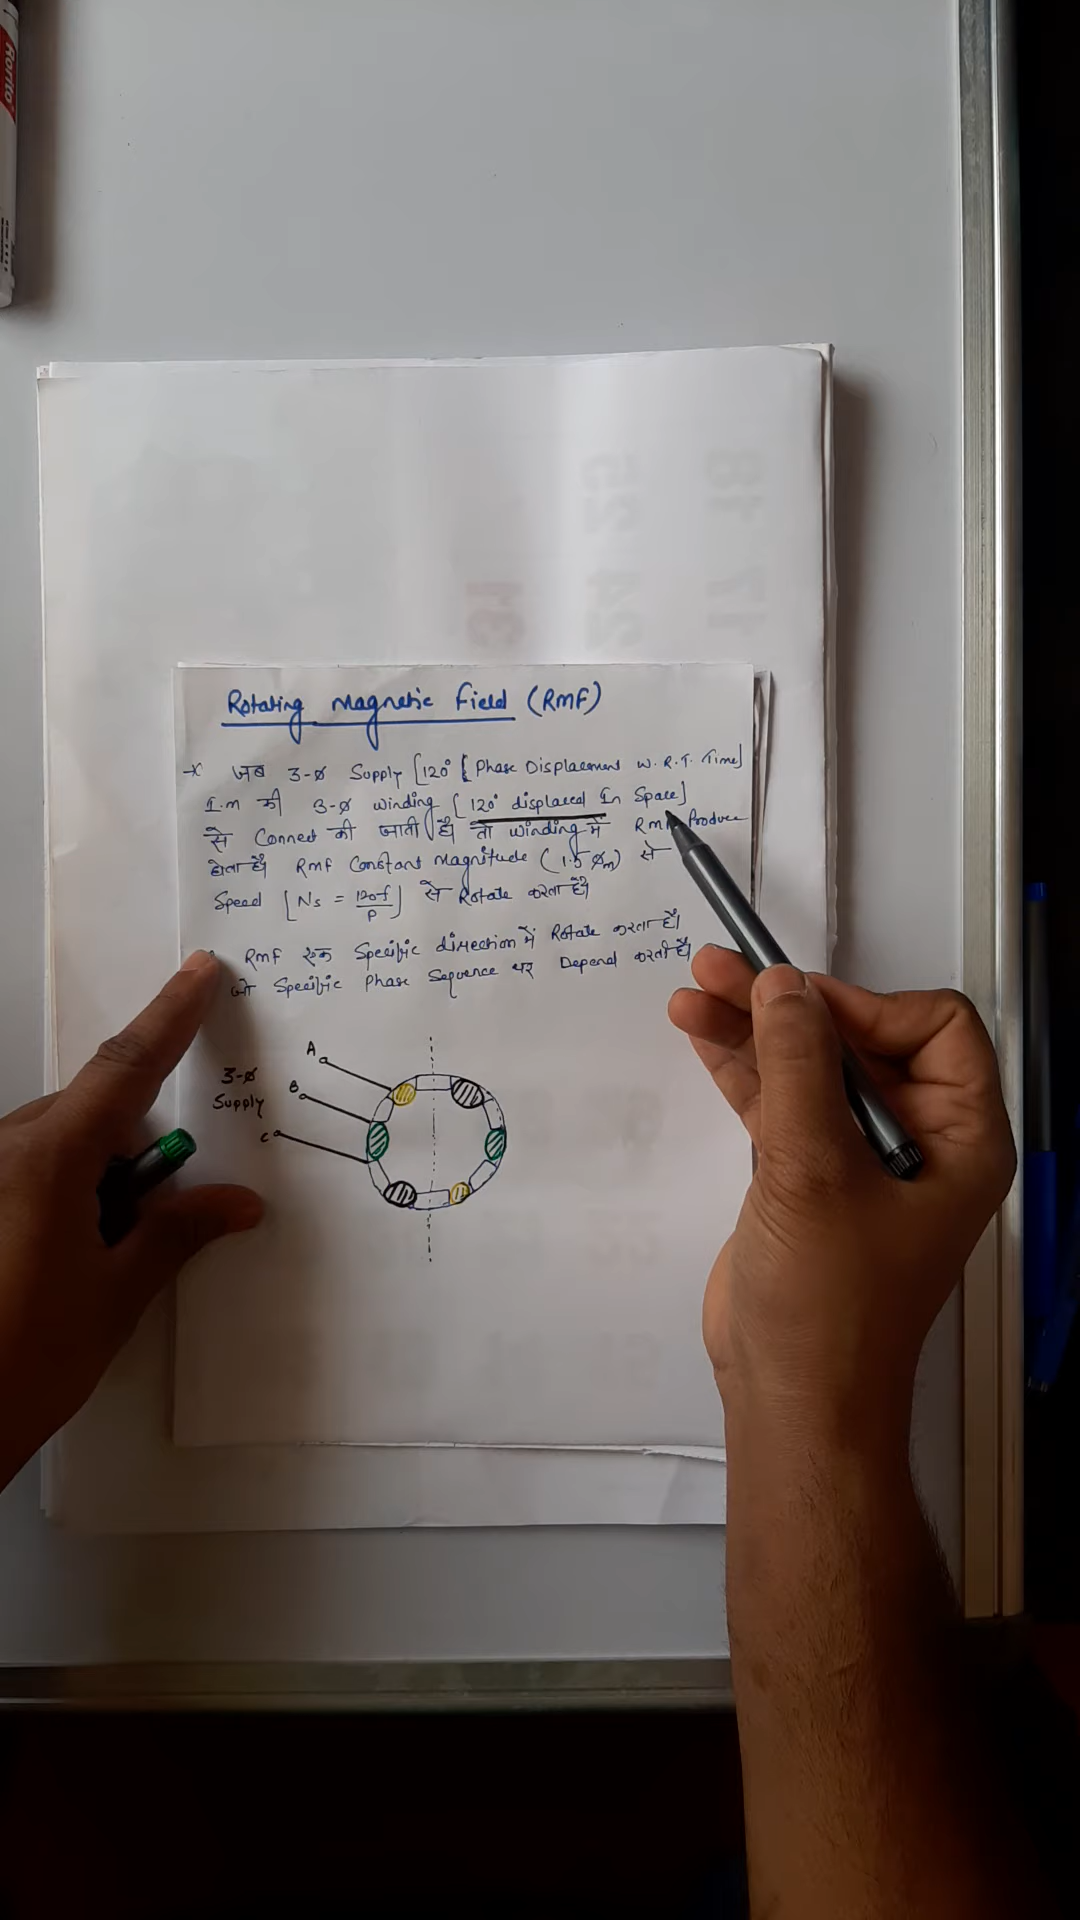 Rorito
Rotating Magnetic Field (RMF)
जब 3-Ø Supply [120° [Phase Displacement W.R.T. Time]
I.M की 3-Ø winding [120° displaced In Space]
से Connect की जाती है। तो winding में RMF Produce
होता है। RMF Constant Magnitude (1.5 Øm) से
Speed [Ns = 120f/P] से Rotate करता है।
RMF एक Specific direction में Rotate करता है।
जो Specific Phase Sequence पर Depend करती है।
A
3-Ø
B
Supply
C